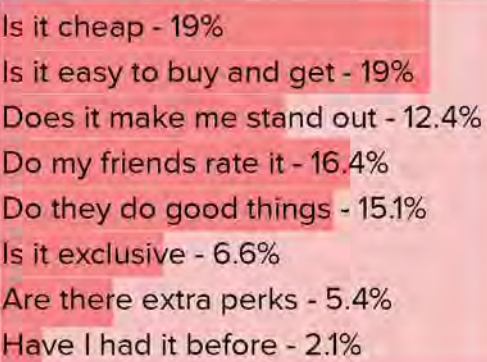 Is it cheap - 19%
Is it easy to buy and get - 19%
Does it make me stand out - 12.4%
Do my friends rate it - 16.4%
Do they do good things - 15.1%
Is it exclusive - 6.6%
Are there extra perks - 5.4%
Have I had it before - 2.1%